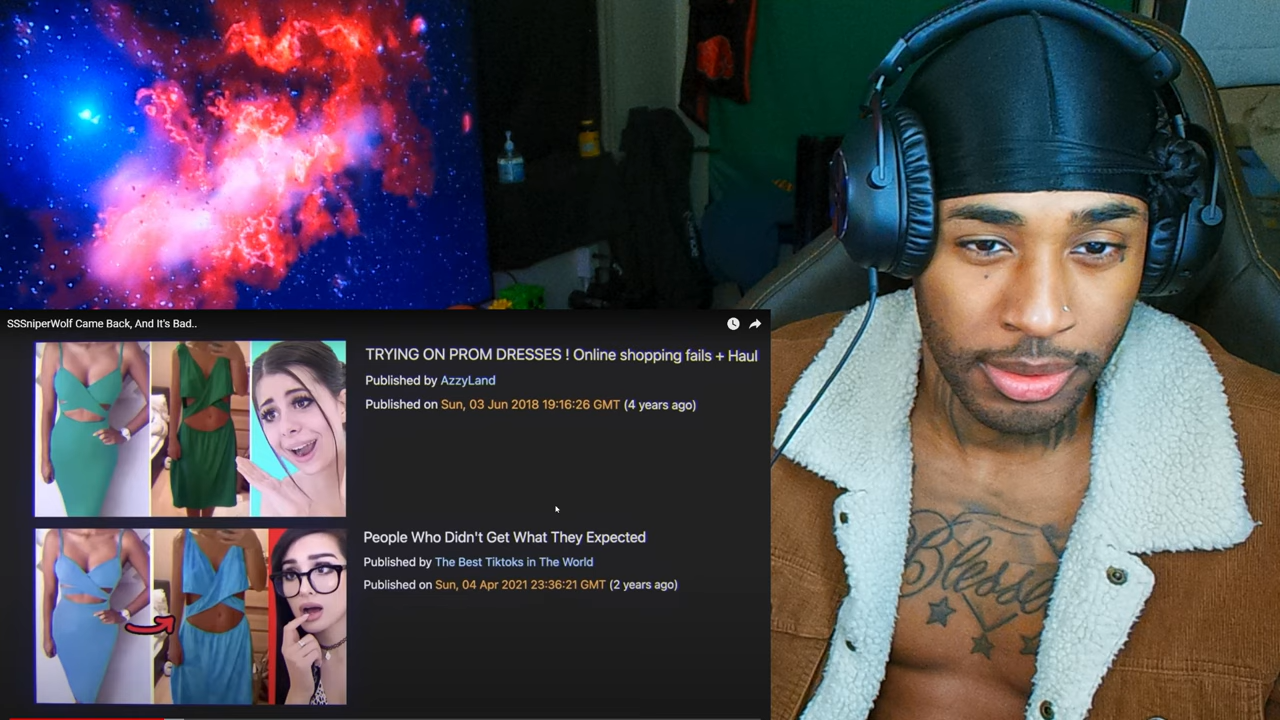 SSSniperWolf Came Back, And It's Bad..
TRYING ON PROM DRESSES ! Online shopping fails + Haul
Published by AzzyLand
Published on Sun, 03 Jun 2018 19:16:26 GMT (4 years ago)
People Who Didn't Get What They Expected
Published by The Best Tiktoks in The World
Published on Sun, 04 Apr 2021 23:36:21 GMT (2 years ago)